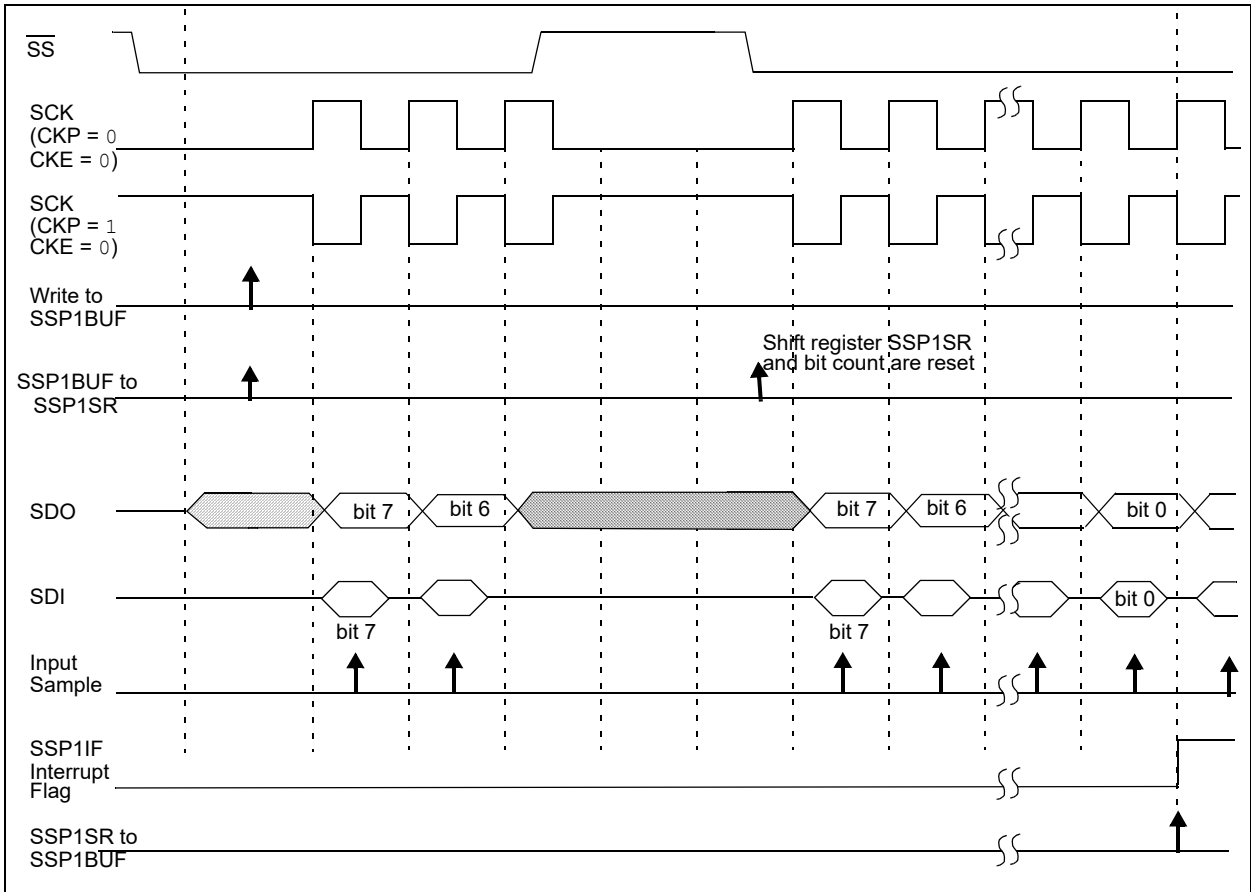 SS
SCK
(CKP = 0
CKE = 0)
SCK
(CKP = 1
CKE = 0)
Write to
SSP1BUF
Shift register SSP1SR
and bit count are reset
SSP1BUF to
SSP1SR
SDO
bit 7
bit 6
bit 7
bit 6
bit 0
SDI
bit 0
bit 7
bit 7
Input
Sample
SSP1IF
Interrupt
Flag
SSP1SR to
SSP1BUF